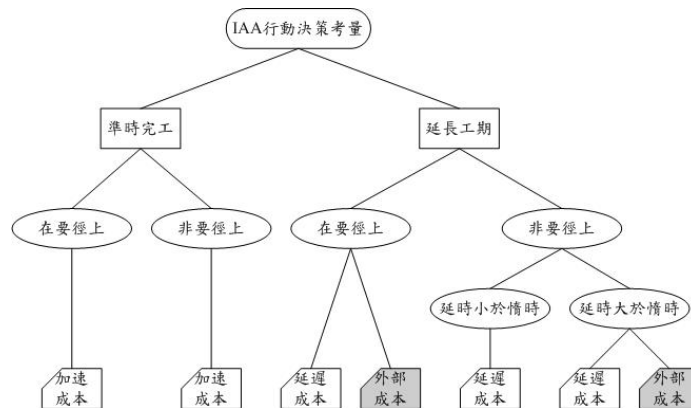 IAA行動決策考量
準時完工
延長工期
在要徑上
非要徑上
在要徑上
非要徑上
延時小於惰時
延時大於惰時
加速
成本
加速
成本
延遲
成本
外部
成本
延遲
成本
延遲
成本
外部
成本